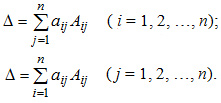 Δ = ∑_{j=1}^{n} a_{ij} A_{ij} ( i = 1, 2, …, n);
Δ = ∑_{i=1}^{n} a_{ij} A_{ij} (j = 1, 2, …, n).